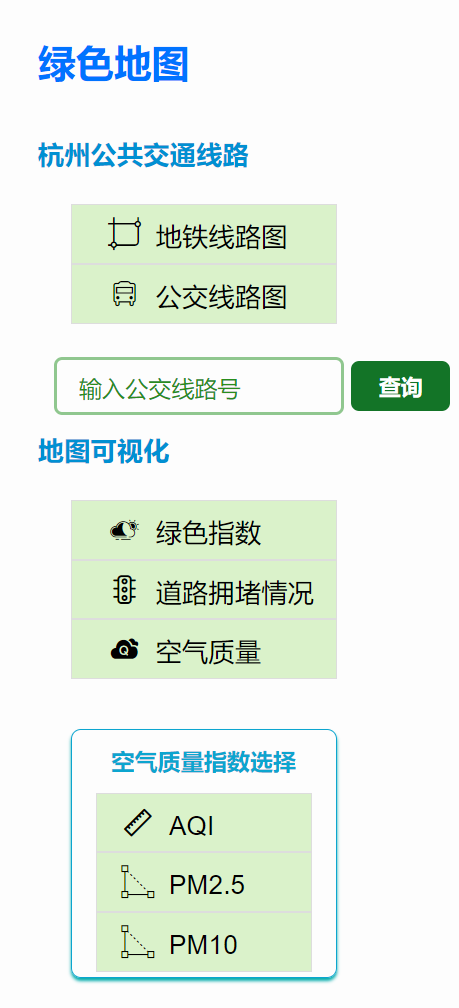 绿色地图
杭州公共交通线路
地铁线路图
公交线路图
输入公交线路号
查询
地图可视化
绿色指数
道路拥堵情况
空气质量
空气质量指数选择
AQI
PM2.5
PM10